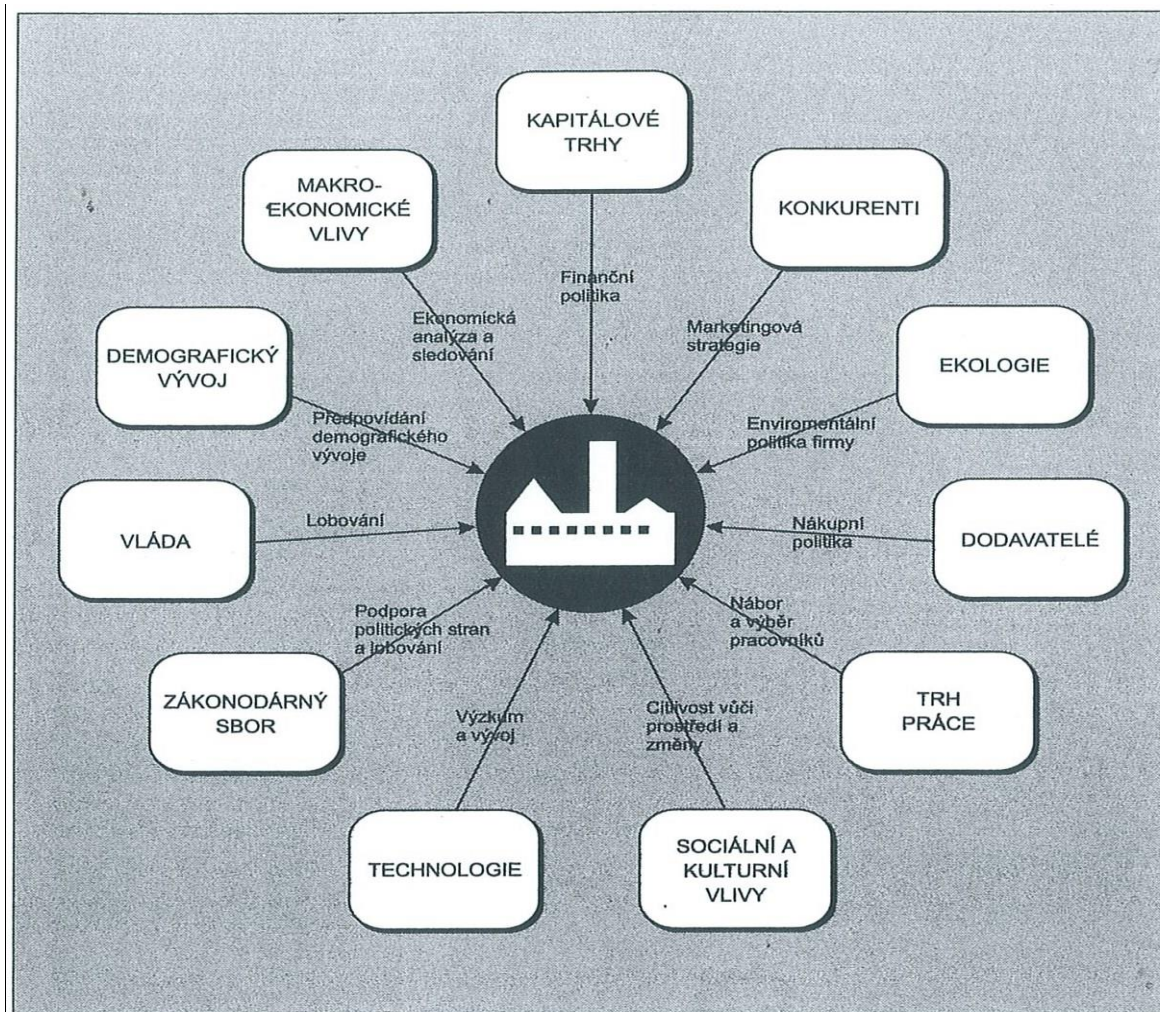 KAPITÁLOVÉ
TRHY
MAKRO-
EKONOMICKÉ
VLIVY
KONKURENTI
Finanční
politika
Ekonomická
analýza a
sledování
Marketingová
strategie
DEMOGRAFICKÝ
VÝVOJ
EKOLOGIE
Předpovídání
demografického
vývoje
Enviromentální
politika firmy
VLÁDA
Lobování
Nákupní
politika
DODAVATELÉ
Podpora
politických stran
a lobování
Nábor
a výběr
pracovníků
ZÁKONODÁRNÝ
SBOR
TRH
PRÁCE
Výzkum
a vývoj
Citlivost vůči
prostředí a
změny
TECHNOLOGIE
SOCIÁLNÍ A
KULTURNÍ
VLIVY